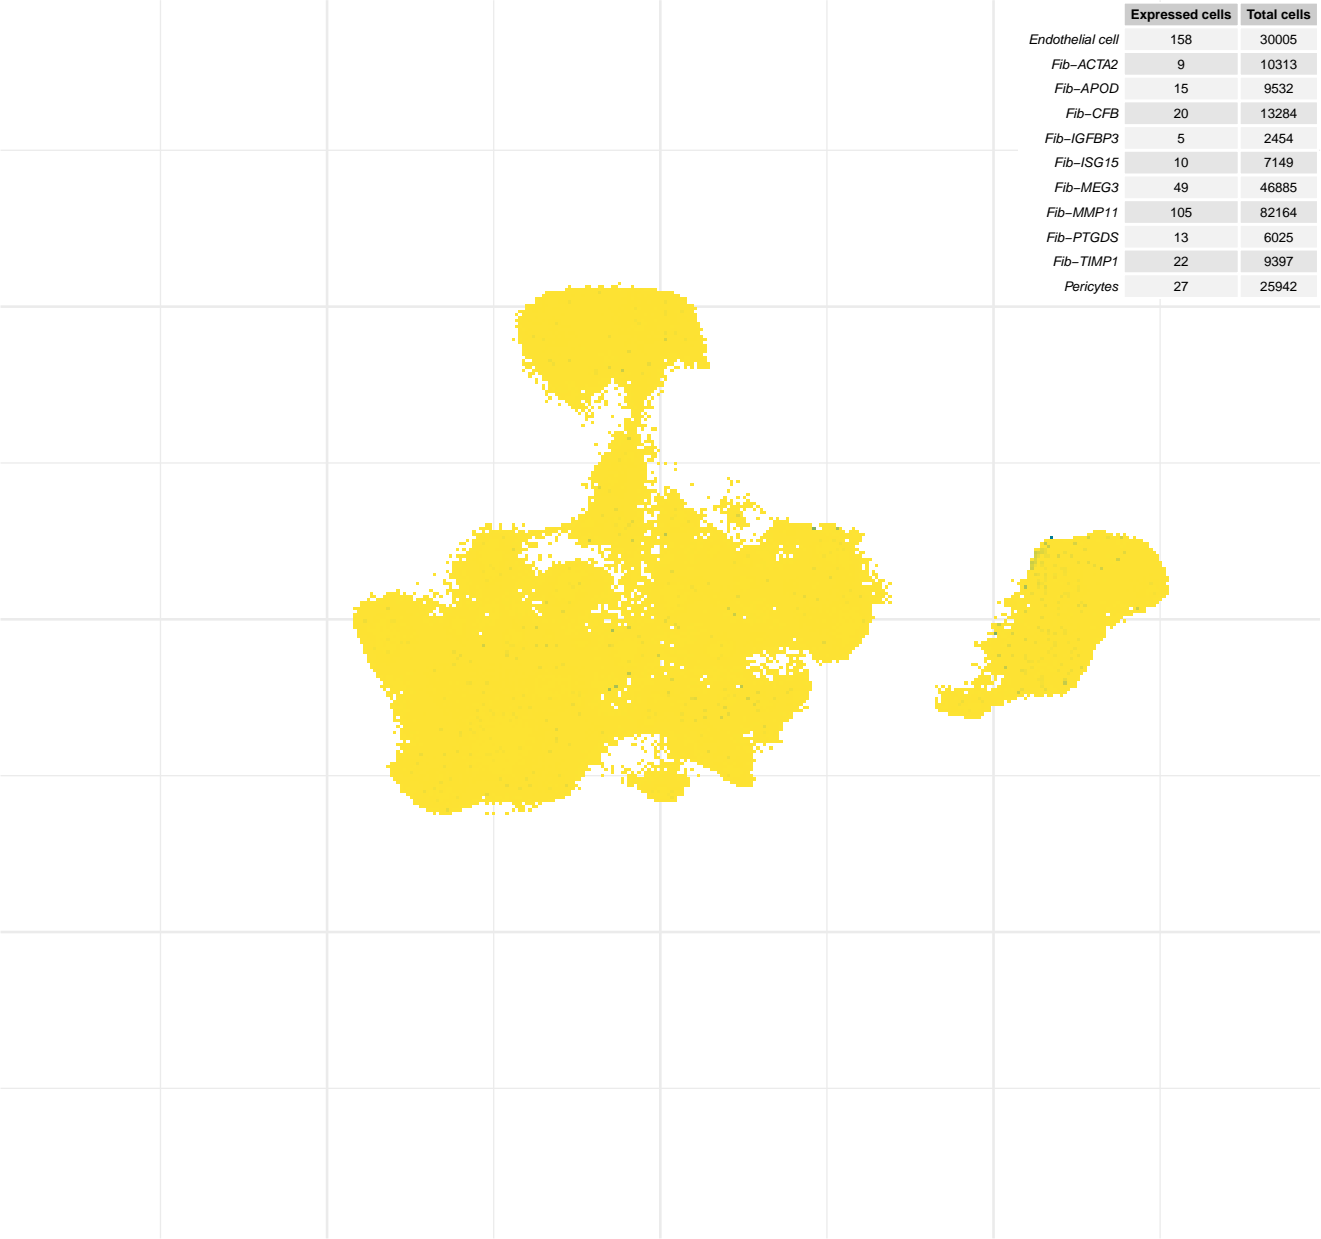 Expressed cells Total cells
Endothelial cell 158 30005
Fib−ACTA2 9 10313
Fib−APOD 15 9532
Fib−CFB 20 13284
Fib−IGFBP3 5 2454
Fib−ISG15 10 7149
Fib−MEG3 49 46885
Fib−MMP11 105 82164
Fib−PTGDS 13 6025
Fib−TIMP1 22 9397
Pericytes 27 25942